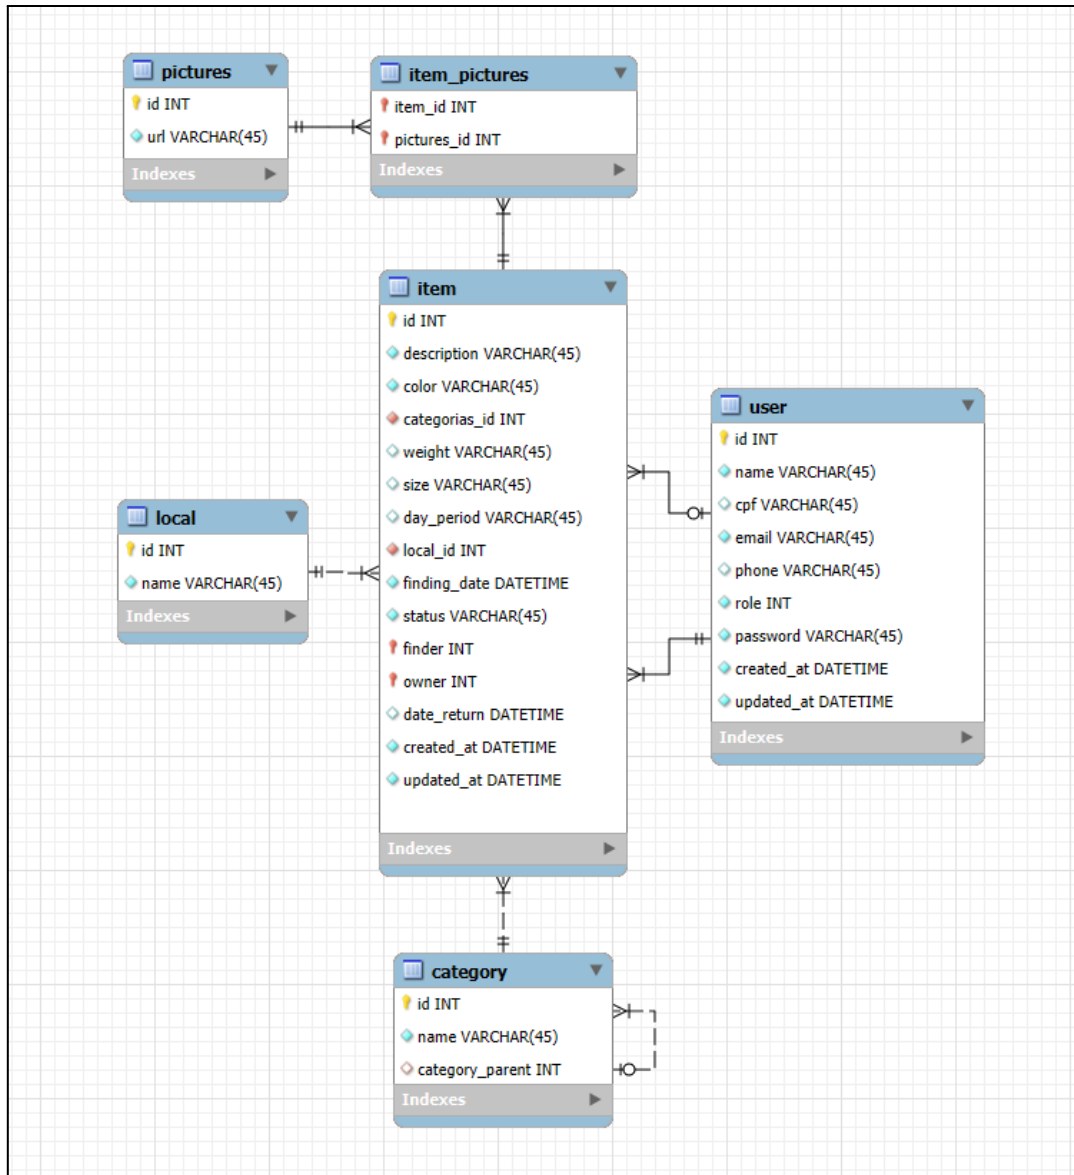 pictures
id INT
url VARCHAR(45)
Indexes
item_pictures
item_id INT
pictures_id INT
Indexes
item
id INT
description VARCHAR(45)
color VARCHAR(45)
categorias_id INT
weight VARCHAR(45)
size VARCHAR(45)
day_period VARCHAR(45)
local_id INT
finding_date DATETIME
status VARCHAR(45)
finder INT
owner INT
date_return DATETIME
created_at DATETIME
updated_at DATETIME
Indexes
user
id INT
name VARCHAR(45)
cpf VARCHAR(45)
email VARCHAR(45)
phone VARCHAR(45)
role INT
password VARCHAR(45)
created_at DATETIME
updated_at DATETIME
Indexes
local
id INT
name VARCHAR(45)
Indexes
category
id INT
name VARCHAR(45)
category_parent INT
Indexes